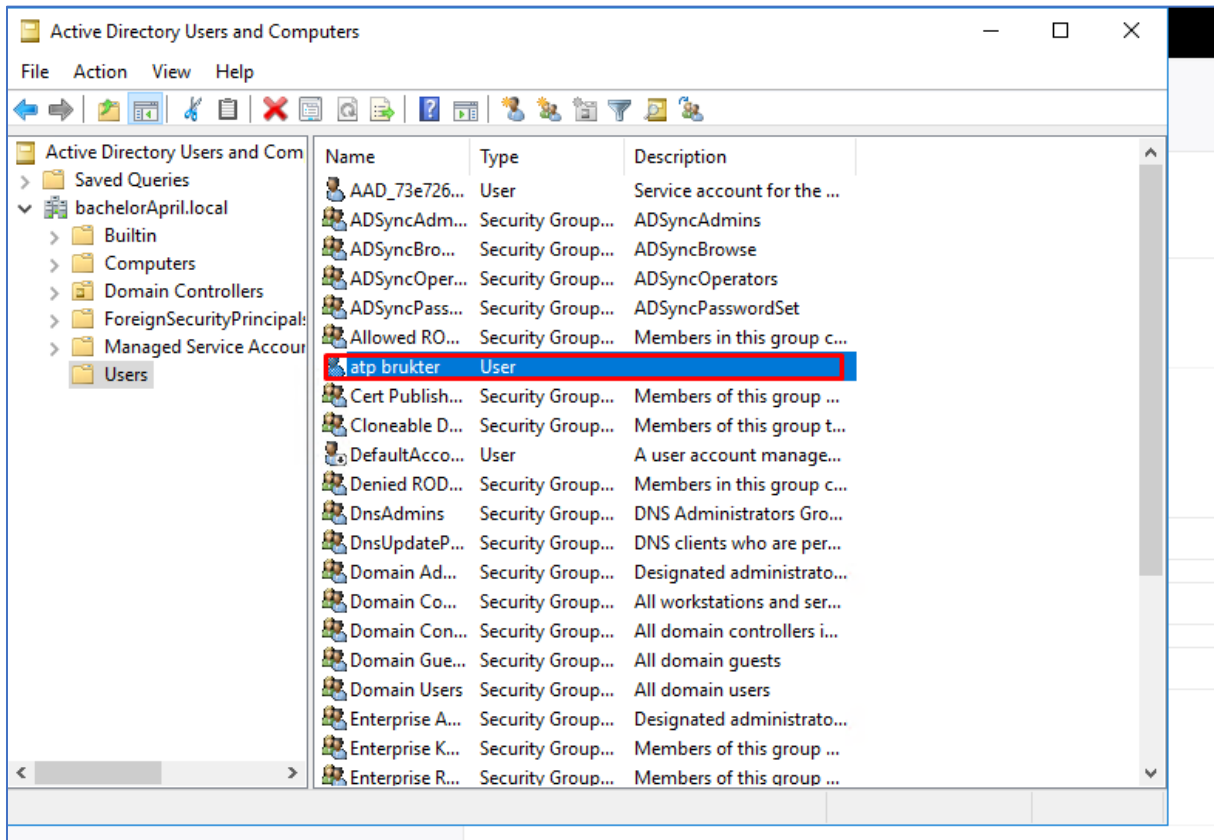 Active Directory Users and Computers
File Action View Help
Active Directory Users and Com
Saved Queries
bachelorApril.local
Builtin
Computers
Domain Controllers
ForeignSecurityPrincipals
Managed Service Accour
Users
Name Type Description
AAD_73e726... User Service account for the ...
ADSyncAdm... Security Group... ADSyncAdmins
ADSyncBro... Security Group... ADSyncBrowse
ADSyncOper... Security Group... ADSyncOperators
ADSyncPass... Security Group... ADSyncPasswordSet
Allowed RO... Security Group... Members in this group c...
atp brukter User
Cert Publish... Security Group... Members of this group ...
Cloneable D... Security Group... Members of this group t...
DefaultAcco... User A user account manage...
Denied ROD... Security Group... Members in this group c...
DnsAdmins Security Group... DNS Administrators Gro...
DnsUpdateP... Security Group... DNS clients who are per...
Domain Ad... Security Group... Designated administrato...
Domain Co... Security Group... All workstations and ser...
Domain Con... Security Group... All domain controllers i...
Domain Gue... Security Group... All domain guests
Domain Users Security Group... All domain users
Enterprise A... Security Group... Designated administrato...
Enterprise K... Security Group... Members of this group ...
Enterprise R... Security Group... Members of this group ...